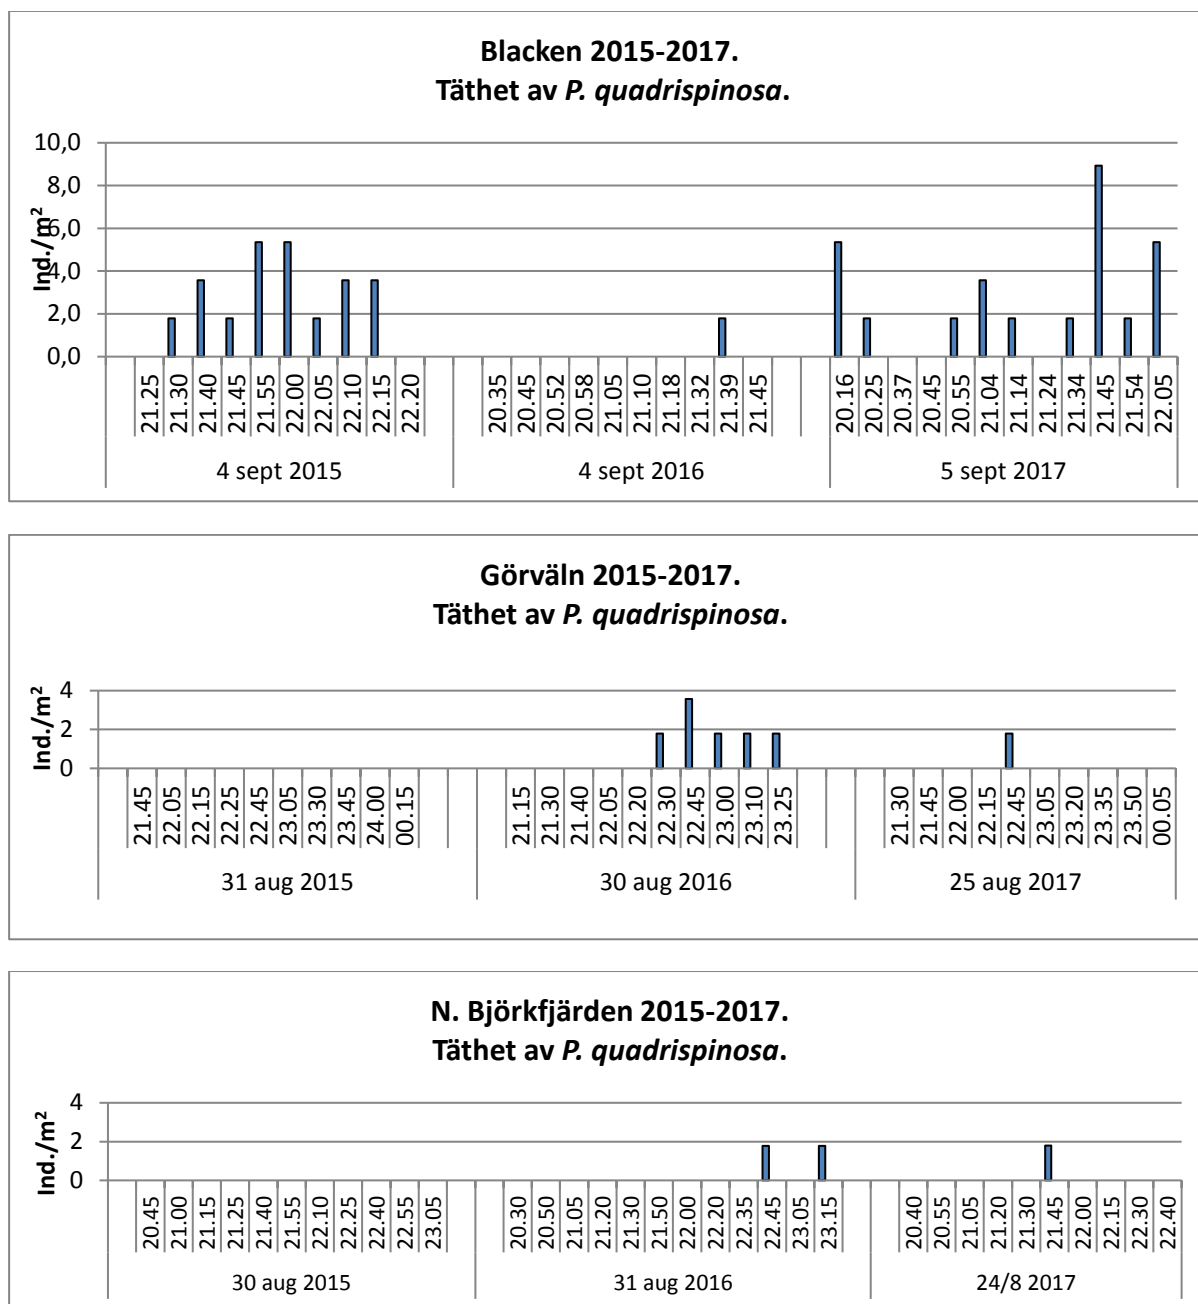 Blacken 2015-2017.
Täthet av P. quadrispinosa.
Ind./m²
10,0
8,0
6,0
4,0
2,0
0,0
21.25 21.30 21.40 21.45 21.55 22.00 22.05 22.10 22.15 22.20 20.35 20.45 20.52 20.58 21.05 21.10 21.18 21.32 21.39 21.45 20.16 20.25 20.37 20.45 20.55 21.04 21.14 21.24 21.34 21.45 21.54 22.05
4 sept 2015 4 sept 2016 5 sept 2017
Görväln 2015-2017.
Täthet av P. quadrispinosa.
Ind./m²
4
2
0
21.45 22.05 22.15 22.25 22.45 23.05 23.30 23.45 24.00 00.15 21.15 21.30 21.40 22.05 22.20 22.30 22.45 23.00 23.10 23.25 21.30 21.45 22.00 22.15 22.45 23.05 23.20 23.35 23.50 00.05
31 aug 2015 30 aug 2016 25 aug 2017
N. Björkfjärden 2015-2017.
Täthet av P. quadrispinosa.
Ind./m²
4
2
0
20.45 21.00 21.15 21.25 21.40 21.55 22.10 22.25 22.40 22.55 23.05 20.30 20.50 21.05 21.20 21.30 21.50 22.00 22.20 22.35 22.45 23.05 23.15 20.40 20.55 21.05 21.20 21.30 21.45 22.00 22.15 22.30 22.40
30 aug 2015 31 aug 2016 24/8 2017